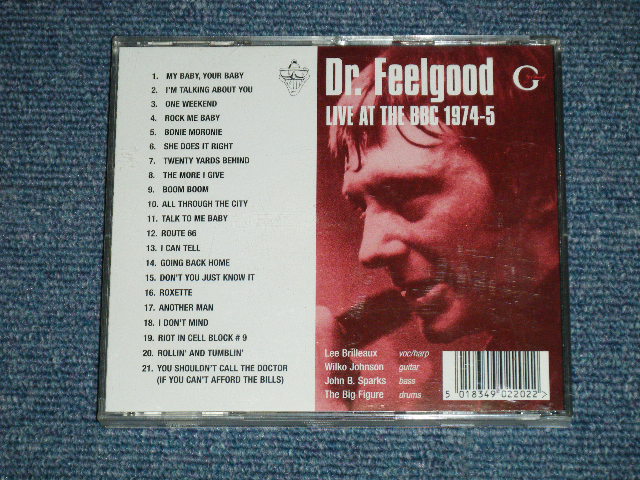 1. MY BABY, YOUR BABY
2. I'M TALKING ABOUT YOU
3. ONE WEEKEND
4. ROCK ME BABY
5. BONIE MORONIE
6. SHE DOES IT RIGHT
7. TWENTY YARDS BEHIND
8. THE MORE I GIVE
9. BOOM BOOM
10. ALL THROUGH THE CITY
11. TALK TO ME BABY
12. ROUTE 66
13. I CAN TELL
14. GOING BACK HOME
15. DON'T YOU JUST KNOW IT
16. ROXETTE
17. ANOTHER MAN
18. I DON'T MIND
19. RIOT IN CELL BLOCK # 9
20. ROLLIN' AND TUMBLIN'
21. YOU SHOULDN'T CALL THE DOCTOR
(IF YOU CAN'T AFFORD THE BILLS)
Dr. Feelgood
G
LIVE AT THE BBC 1974-5
Lee Brilleaux voc/harp
Wilko Johnson guitar
John B. Sparks bass
The Big Figure drums
5 018349 022022 >